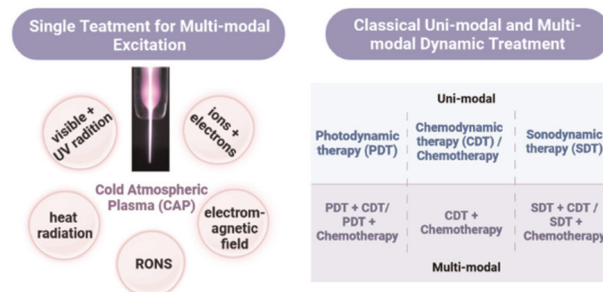 Single Teatment for Multi-modal
Excitation
visible +
UV radition
ions +
electrons
Cold Atmospheric
Plasma (CAP)
heat
radiation
electrom-
agnetic
field
RONS
Classical Uni-modal and Multi-
modal Dynamic Treatment
Uni-modal
Photodynamic
therapy (PDT)
Chemodynamic
therapy (CDT) /
Chemotherapy
Sonodynamic
therapy (SDT)
PDT + CDT/
PDT +
Chemotherapy
CDT +
Chemotherapy
SDT + CDT /
SDT +
Chemotherapy
Multi-modal